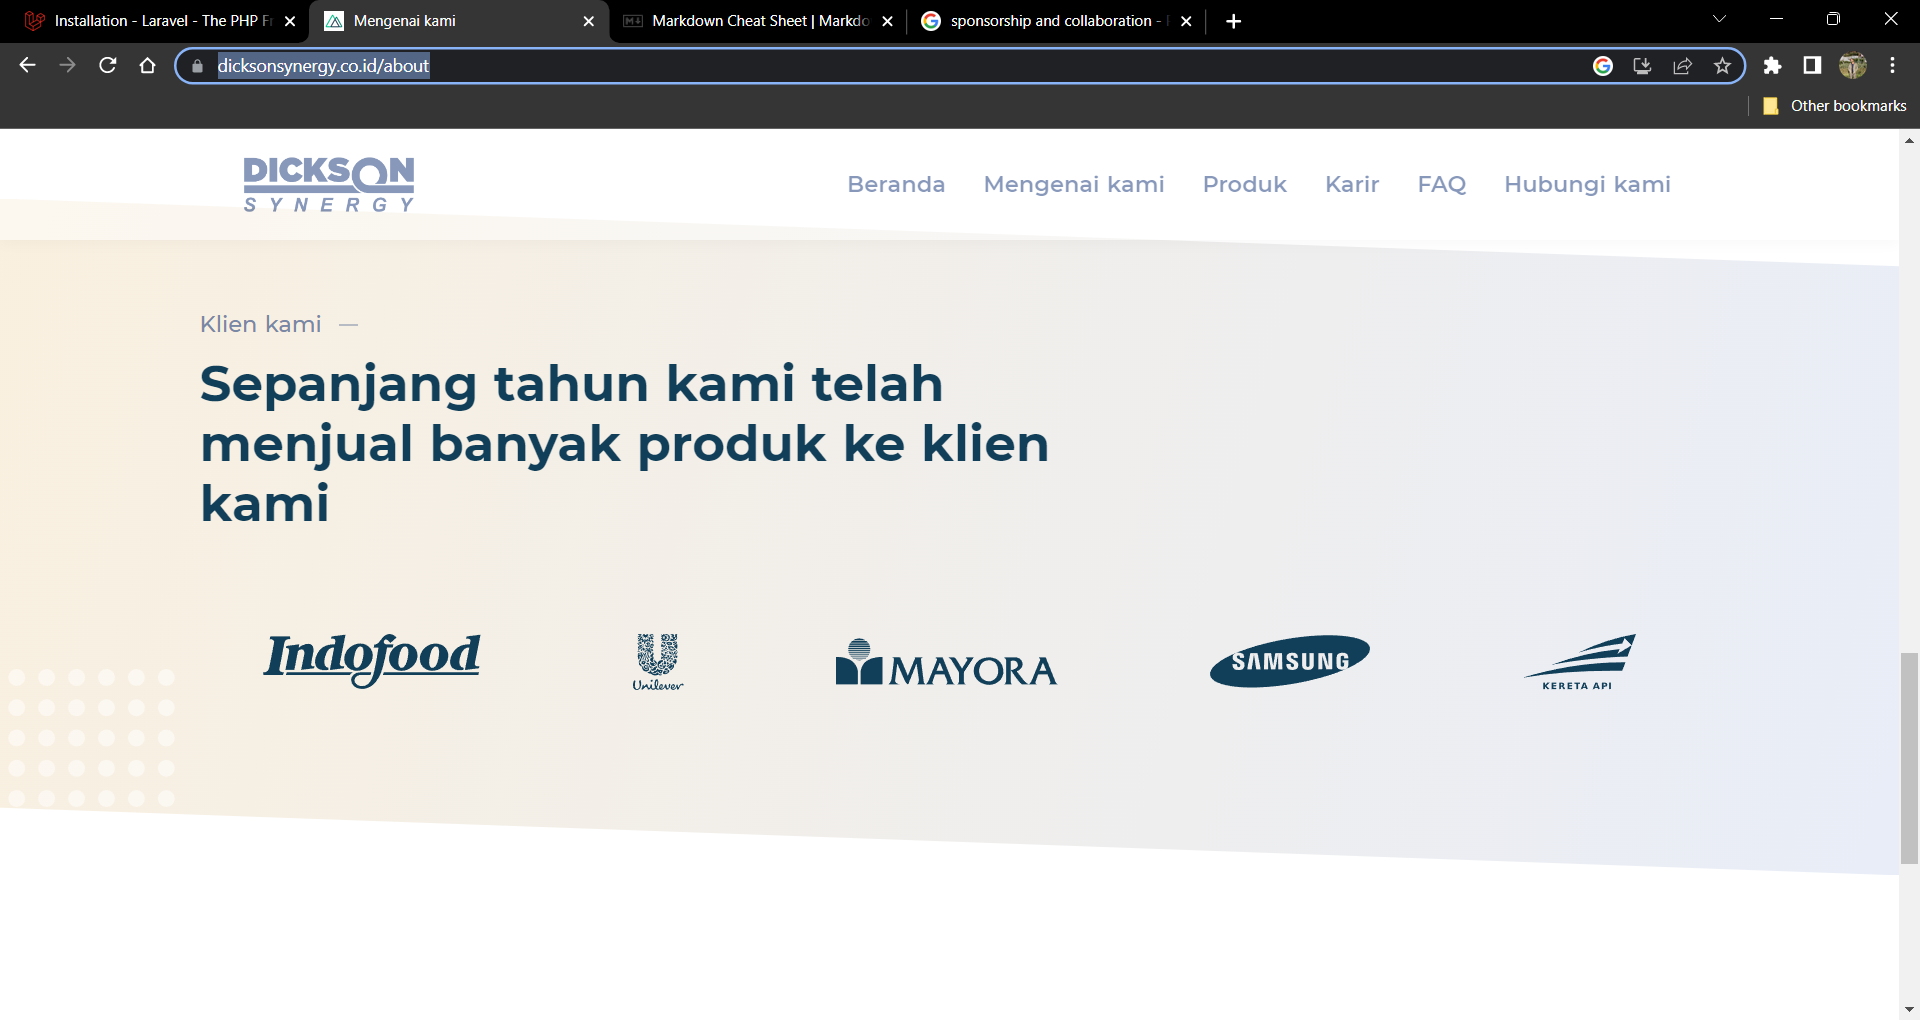 Installation - Laravel - The PHP Fr
Mengenai kami
Markdown Cheat Sheet | Markdo
sponsorship and collaboration -
dicksonsynergy.co.id/about
Other bookmarks
DICKSON
SYNERGY
Beranda
Mengenai kami
Produk
Karir
FAQ
Hubungi kami
Klien kami —
Sepanjang tahun kami telah
menjual banyak produk ke klien
kami
Indofood
Unilever
MAYORA
SAMSUNG
KERETA API